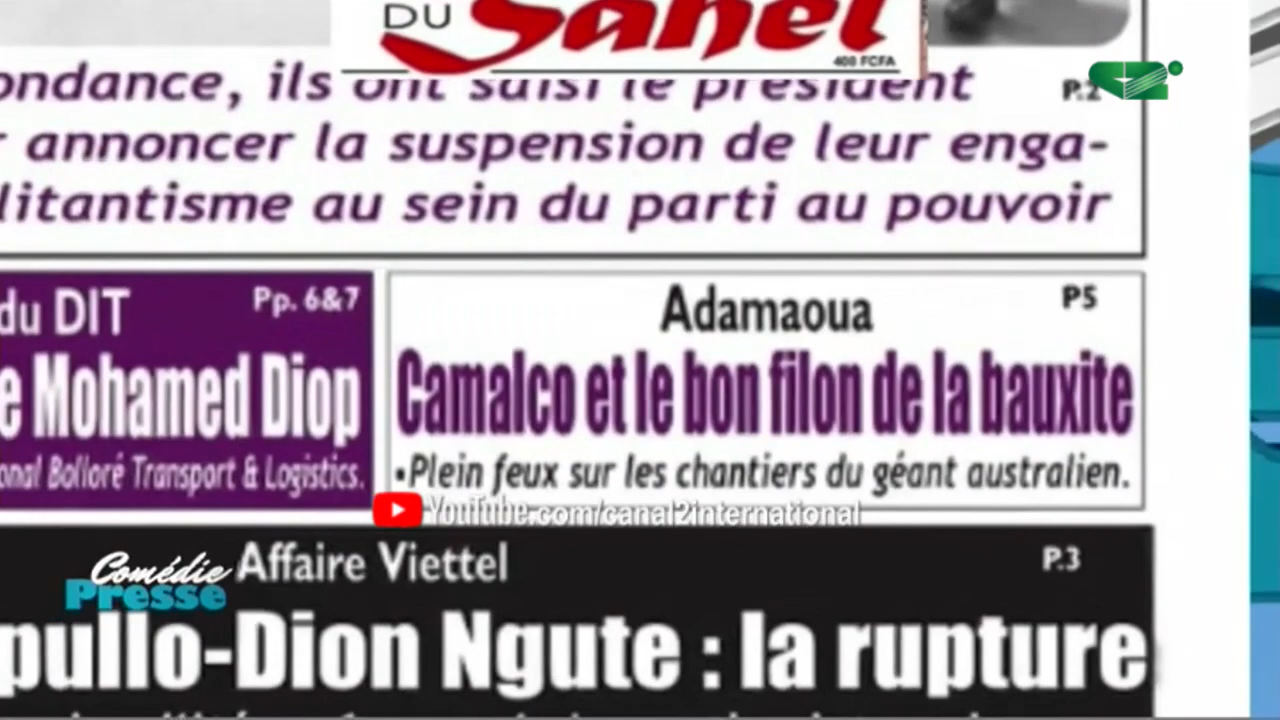 DU Sahel
400 FCFA
ondance, ils ont saisi le président P.2
r annoncer la suspension de leur enga-
litantisme au sein du parti au pouvoir
du DIT Pp. 6&7
e Mohamed Diop
onal Bolloré Transport & Logistics.
Adamaoua P5
Camalco et le bon filon de la bauxite
•Plein feux sur les chantiers du géant australien.
YouTube.com/canal2international
Comédie
Presse
Affaire Viettel P.3
pullo-Dion Ngute : la rupture